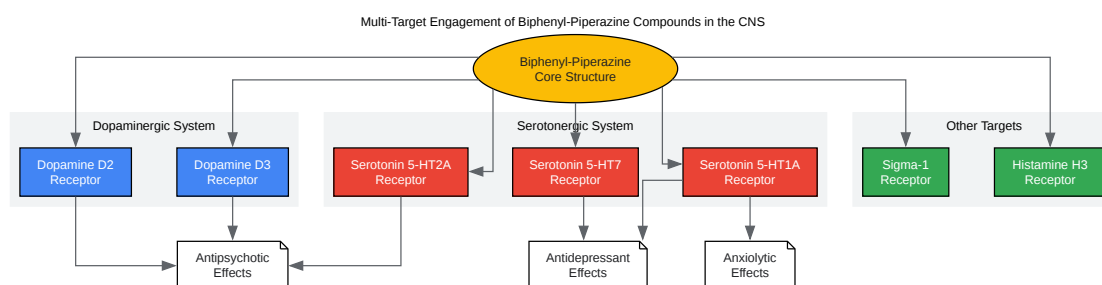 Multi-Target Engagement of Biphenyl-Piperazine Compounds in the CNS
Biphenyl-Piperazine
Core Structure
Dopaminergic System
Serotonergic System
Other Targets
Dopamine D2
Receptor
Dopamine D3
Receptor
Serotonin 5-HT2A
Receptor
Serotonin 5-HT7
Receptor
Serotonin 5-HT1A
Receptor
Sigma-1
Receptor
Histamine H3
Receptor
Antipsychotic
Effects
Antidepressant
Effects
Anxiolytic
Effects